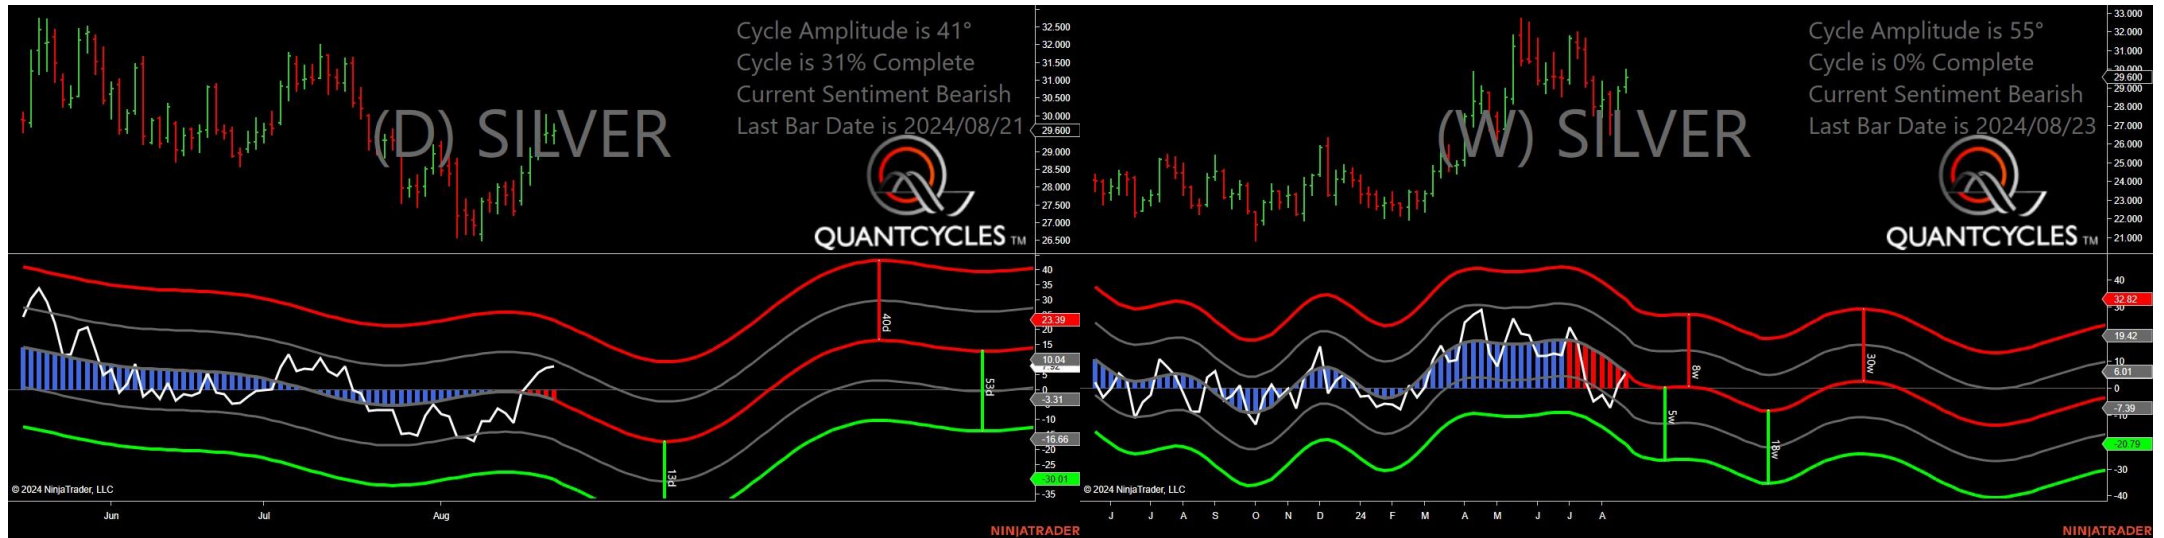 Cycle Amplitude is 41°
Cycle is 31% Complete
Current Sentiment Bearish
Last Bar Date is 2024/08/21
(D) SILVER
QUANTCYCLES TM
32.500
32.000
31.500
31.000
30.500
30.000
29.600
29.000
28.500
28.000
27.500
27.000
26.500
40
35
30
23.39
20
15
10.04
7.92
5
0
-3.31
-10
-16.66
-20
-25
-30.01
-35
40d
53d
13d
© 2024 NinjaTrader, LLC
Jun Jul Aug
NINJATRADER
Cycle Amplitude is 55°
Cycle is 0% Complete
Current Sentiment Bearish
Last Bar Date is 2024/08/23
(W) SILVER
QUANTCYCLES TM
33.000
32.000
31.000
30.000
29.600
29.000
28.000
27.000
26.000
25.000
24.000
23.000
22.000
21.000
40
32.82
30
19.42
10
6.01
0
-7.39
-10
-20.79
-30
-40
8w
30w
5w
18w
© 2024 NinjaTrader, LLC
J J A S O N D 24 F M A M J J A
NINJATRADER